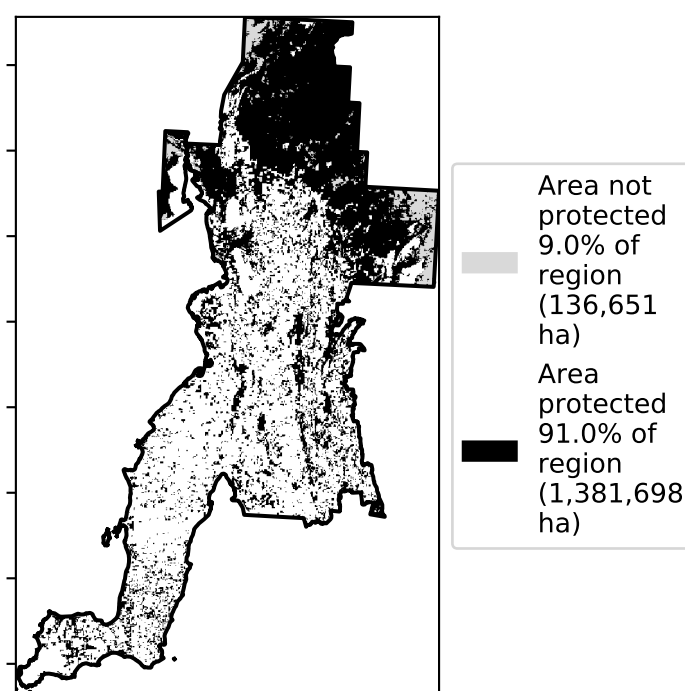 Area not
protected
9.0% of
region
(136,651
ha)
Area
protected
91.0% of
region
(1,381,698
ha)